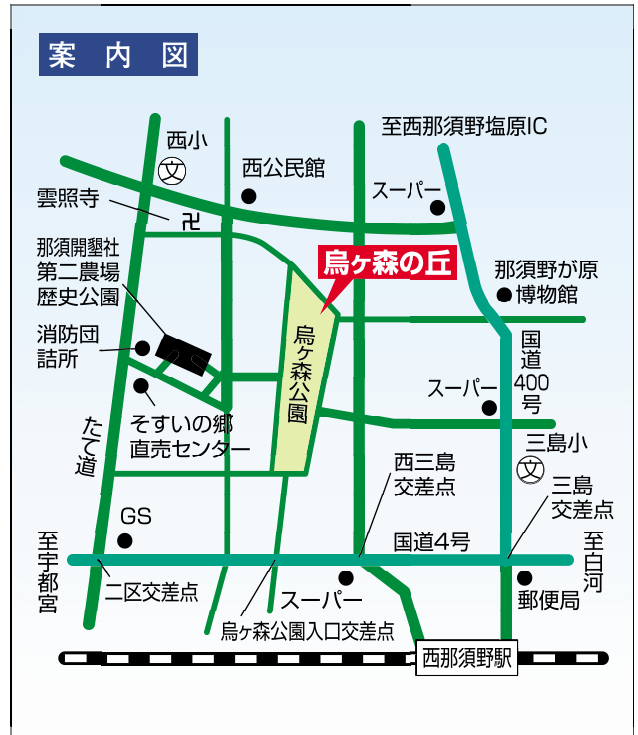 案内図
至西那須野塩原IC
西小
文
西公民館
スーパー
雲照寺
卍
那須開墾社
第二農場
歴史公園
烏ヶ森の丘
那須野が原
博物館
消防団
詰所
烏ヶ森公園
国道400号
スーパー
そすいの郷
直売センター
たて道
三島小
文
西三島
交差点
三島
交差点
GS
国道4号
至宇都宮
至白河
二区交差点
スーパー
郵便局
烏ヶ森公園入口交差点
西那須野駅